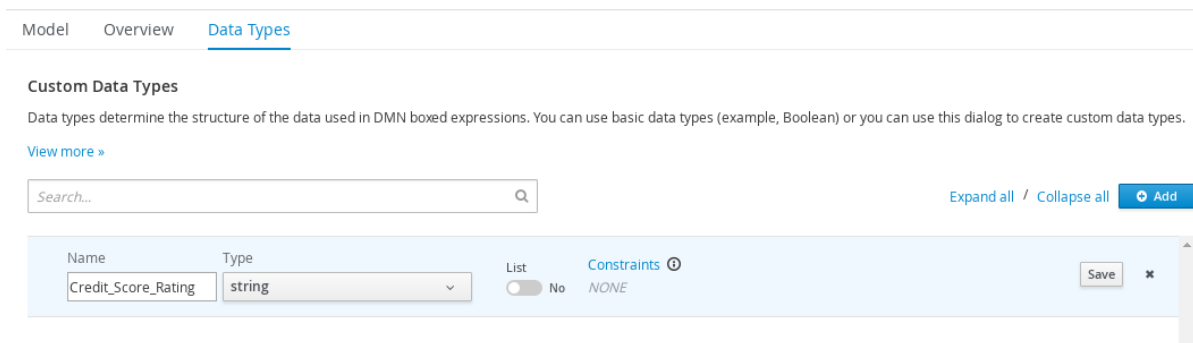 Model Overview Data Types
Custom Data Types
Data types determine the structure of the data used in DMN boxed expressions. You can use basic data types (example, Boolean) or you can use this dialog to create custom data types.
View more »
Search...
Expand all / Collapse all Add
Name Type List Constraints
Credit_Score_Rating string No NONE Save